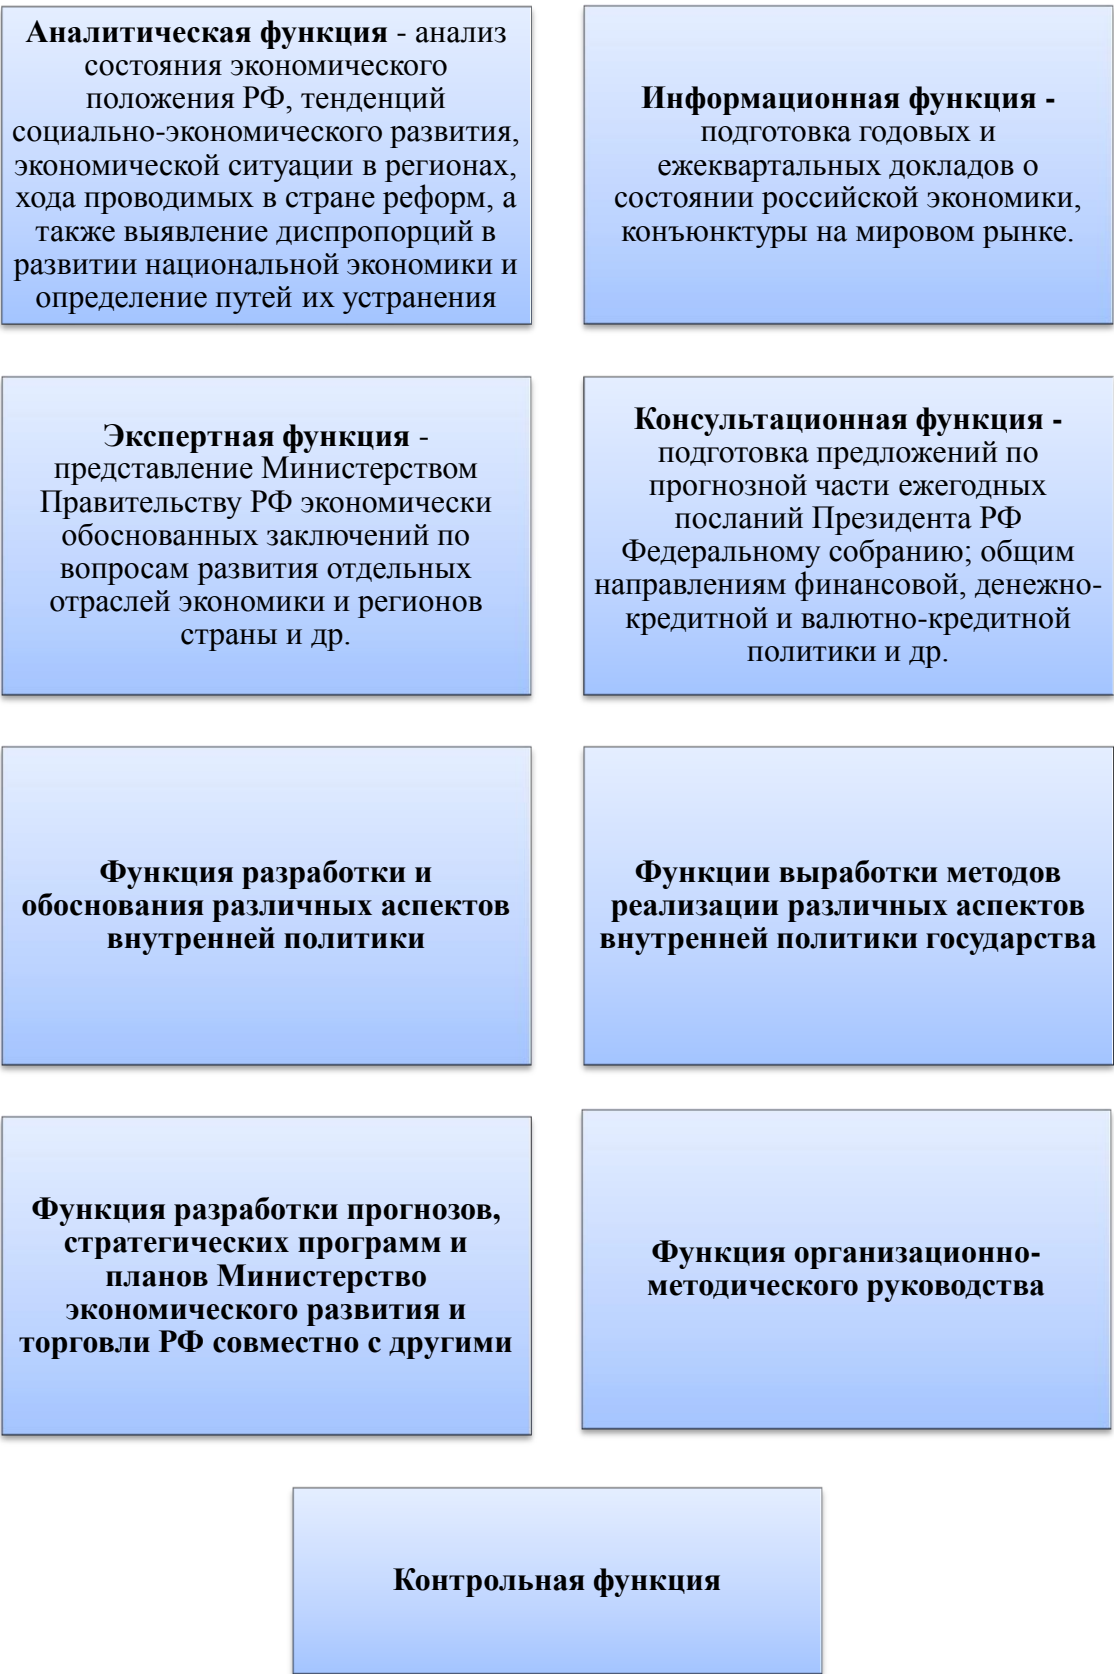 Аналитическая функция - анализ
состояния экономического
положения РФ, тенденций
социально-экономического развития,
экономической ситуации в регионах,
хода проводимых в стране реформ, а
также выявление диспропорций в
развитии национальной экономики и
определение путей их устранения
Информационная функция -
подготовка годовых и
ежеквартальных докладов о
состоянии российской экономики,
конъюнктуры на мировом рынке.
Экспертная функция -
представление Министерством
Правительству РФ экономически
обоснованных заключений по
вопросам развития отдельных
отраслей экономики и регионов
страны и др.
Консультационная функция -
подготовка предложений по
прогнозной части ежегодных
посланий Президента РФ
Федеральному собранию; общим
направлениям финансовой, денежно-
кредитной и валютно-кредитной
политики и др.
Функция разработки и
обоснования различных аспектов
внутренней политики
Функции выработки методов
реализации различных аспектов
внутренней политики государства
Функция разработки прогнозов,
стратегических программ и
планов Министерство
экономического развития и
торговли РФ совместно с другими
Функция организационно-
методического руководства
Контрольная функция